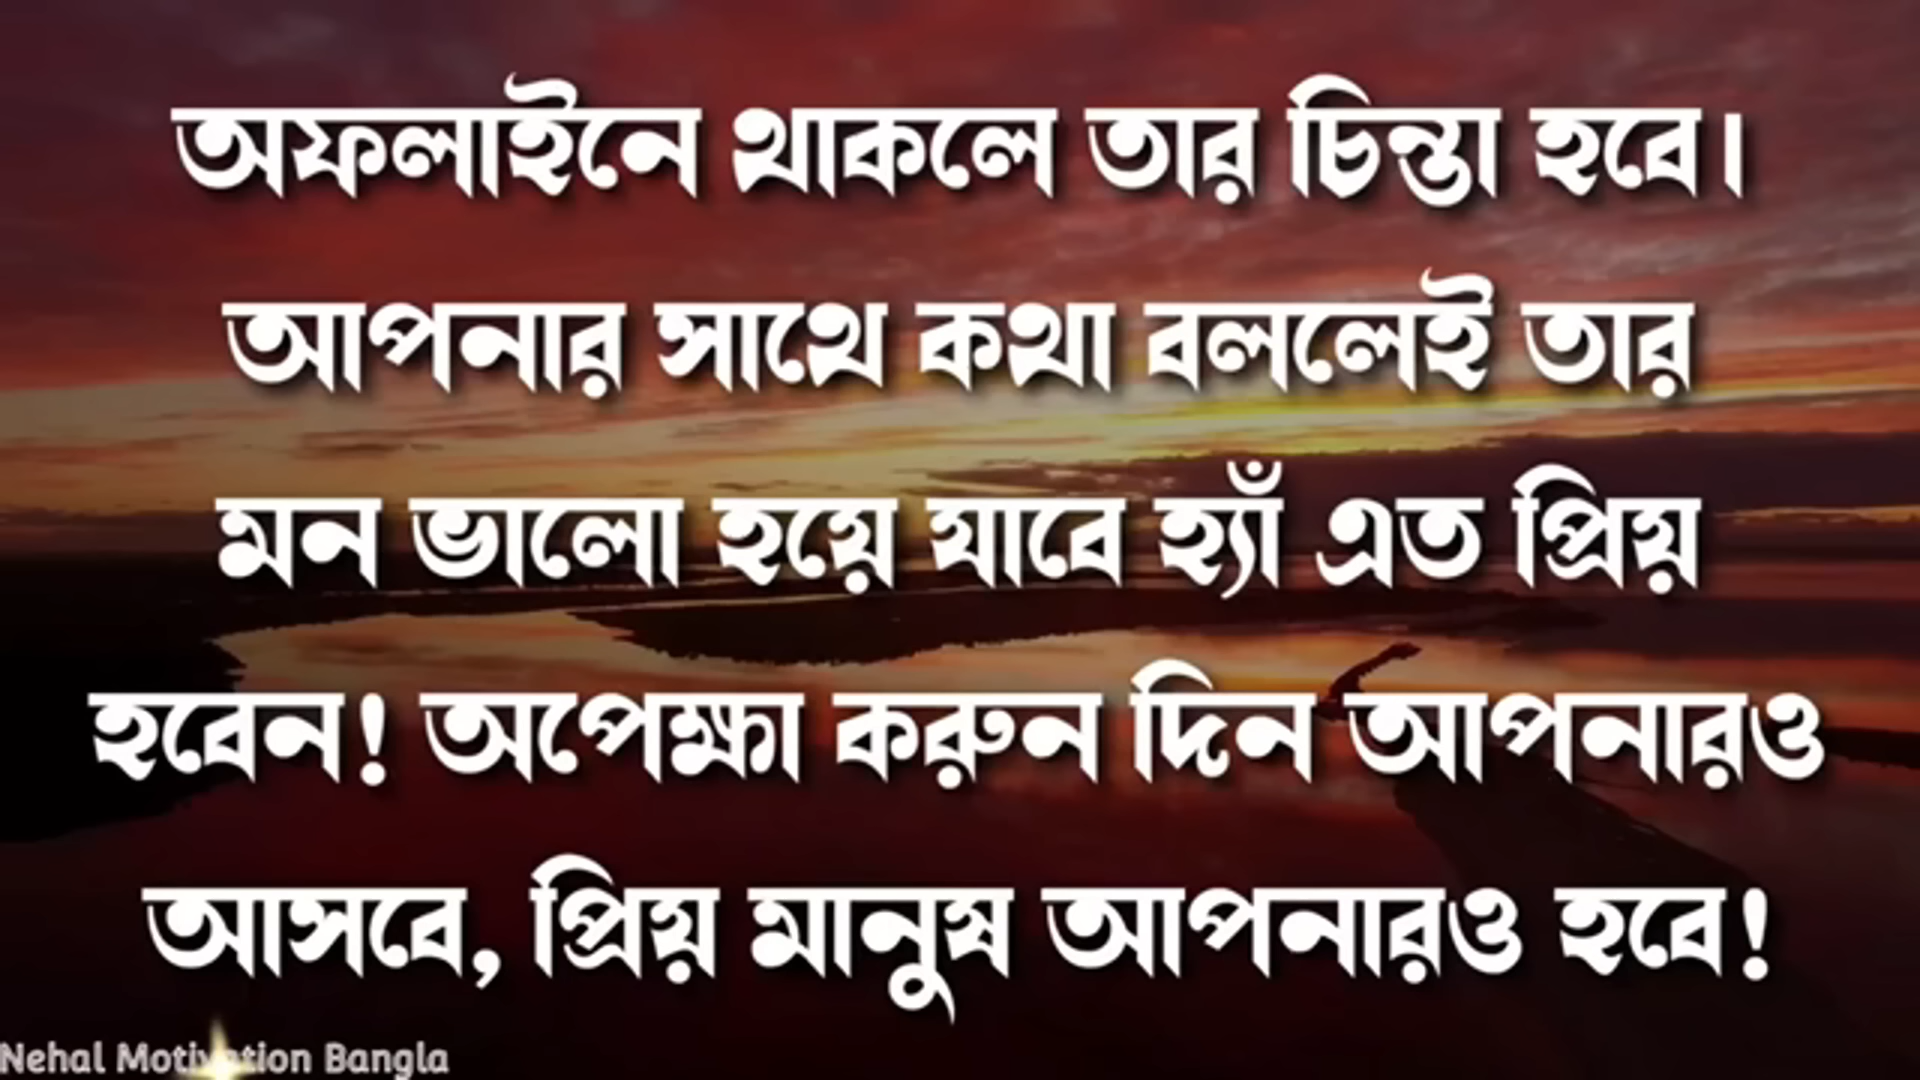 অফলাইনে থাকলে তার চিন্তা হবে।
আপনার সাথে কথা বললেই তার
মন ভালো হয়ে যাবে হ্যাঁ এত প্রিয়
হবেন! অপেক্ষা করুন দিন আপনারও
আসবে, প্রিয় মানুষ আপনারও হবে!
Nehal Motivation Bangla